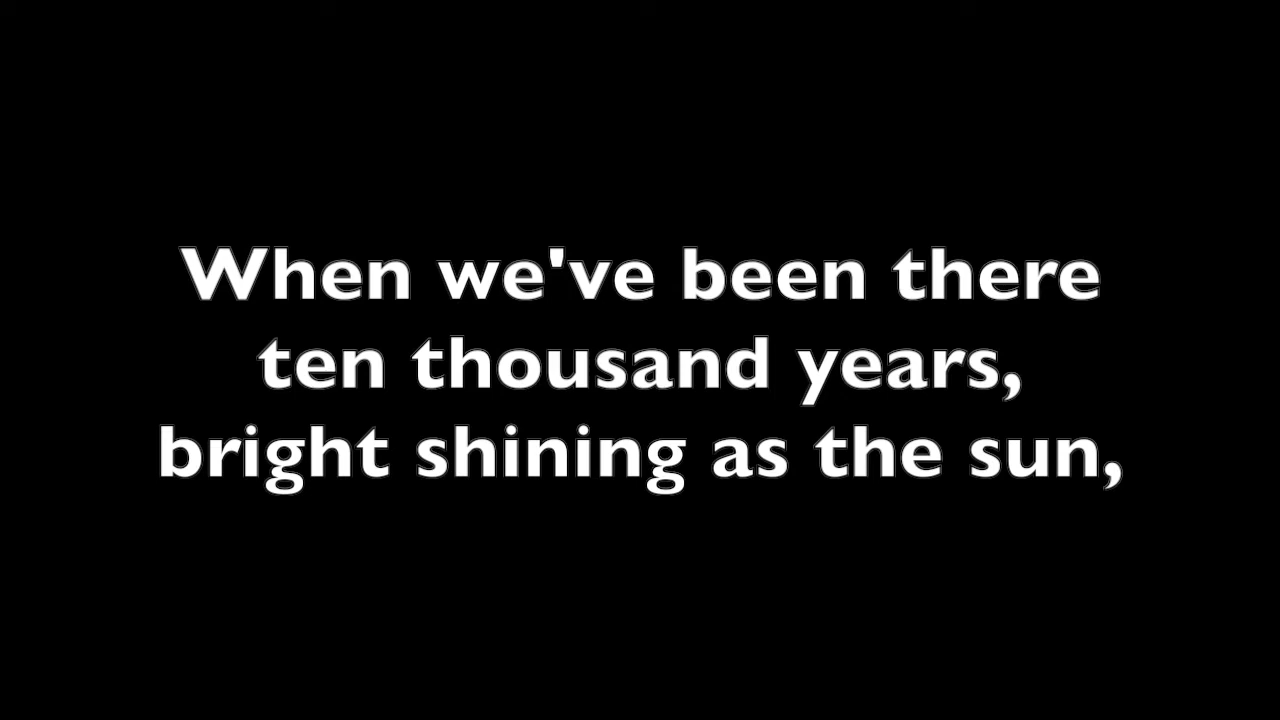 When we've been there
ten thousand years,
bright shining as the sun,